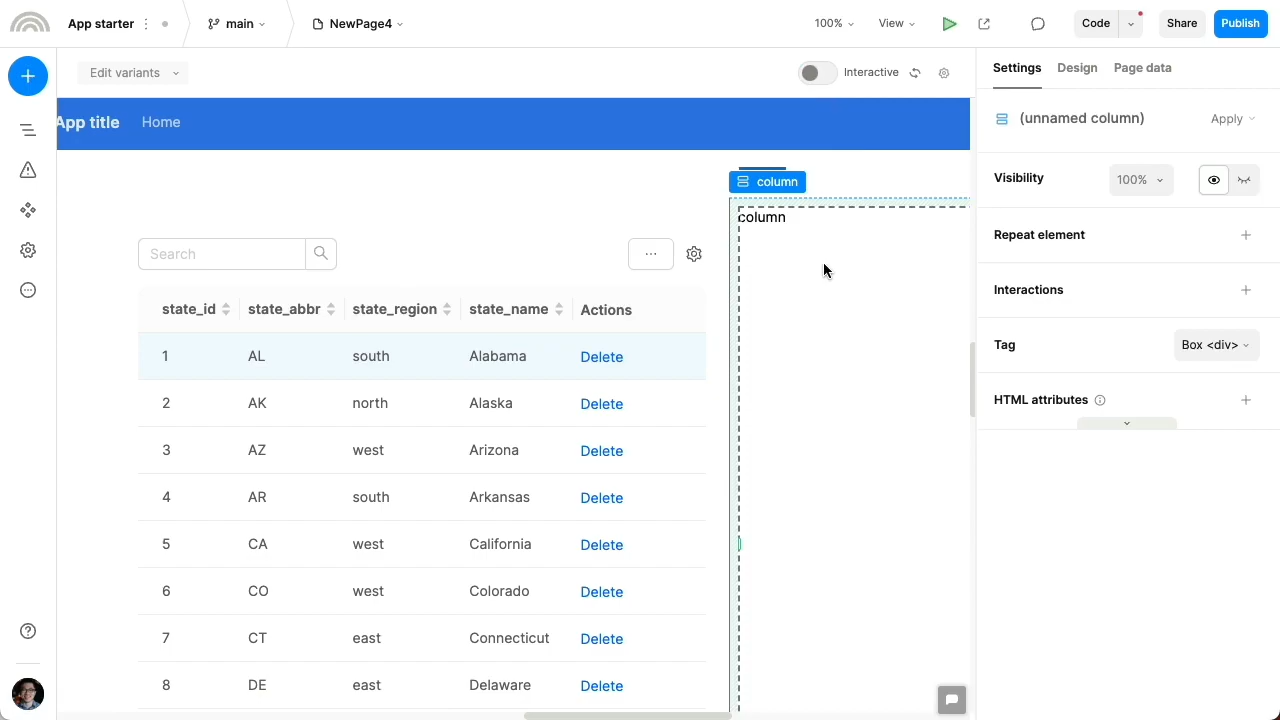 App starter main NewPage4 100% View Code Share Publish
Edit variants Interactive Settings Design Page data
App title Home
(unnamed column) Apply
column
Visibility 100%
column
Repeat element
Search ...
Interactions
state_id state_abbr state_region state_name Actions
Tag Box <div>
1 AL south Alabama Delete
2 AK north Alaska Delete
HTML attributes
3 AZ west Arizona Delete
4 AR south Arkansas Delete
5 CA west California Delete
6 CO west Colorado Delete
7 CT east Connecticut Delete
8 DE east Delaware Delete